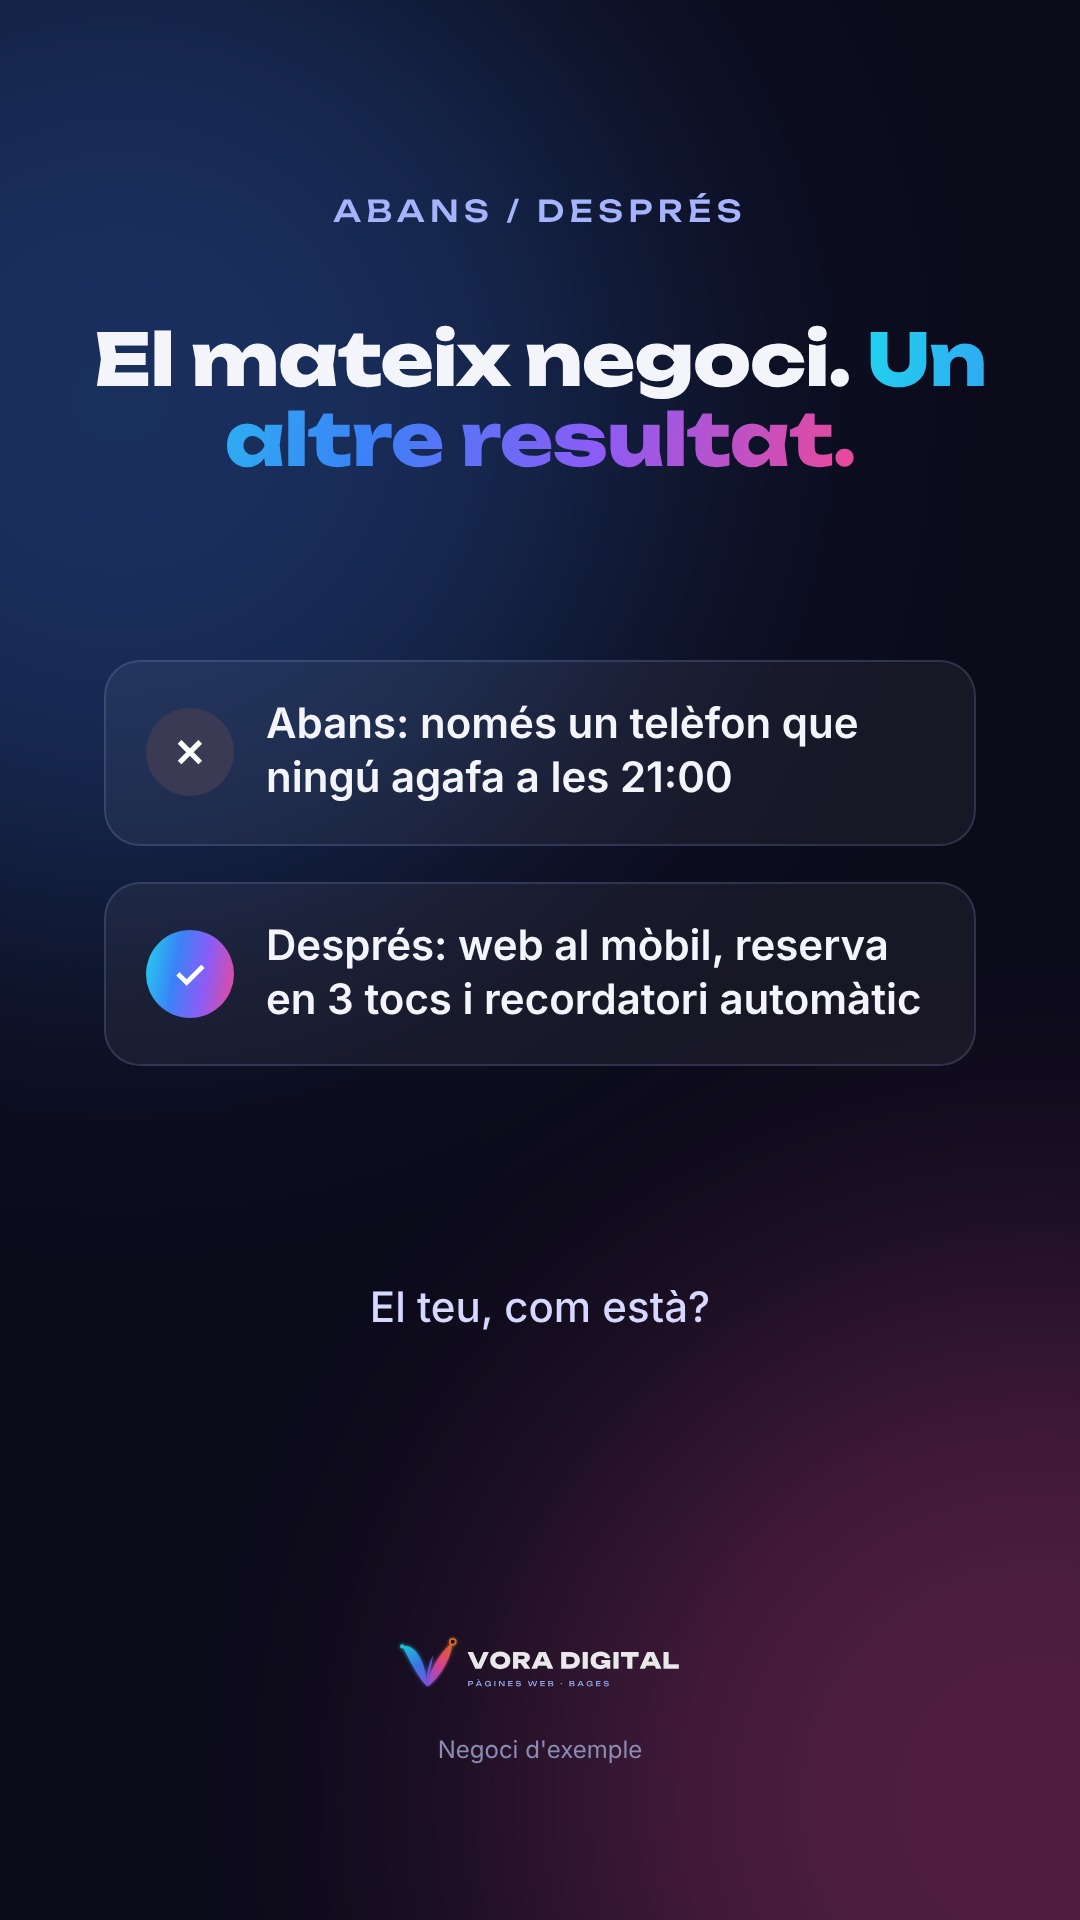 ABANS / DESPRÉS
El mateix negoci. Un
altre resultat.
Abans: només un telèfon que
ningú agafa a les 21:00
Després: web al mòbil, reserva
en 3 tocs i recordatori automàtic
El teu, com està?
VORA DIGITAL
PÀGINES WEB · BAGES
Negoci d'exemple